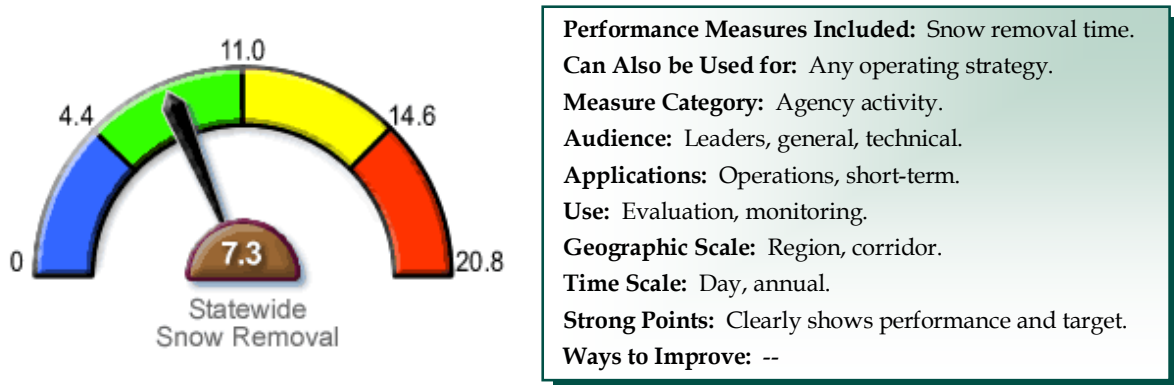 11.0
4.4
14.6
0
7.3
20.8
Statewide
Snow Removal
Performance Measures Included: Snow removal time.
Can Also be Used for: Any operating strategy.
Measure Category: Agency activity.
Audience: Leaders, general, technical.
Applications: Operations, short-term.
Use: Evaluation, monitoring.
Geographic Scale: Region, corridor.
Time Scale: Day, annual.
Strong Points: Clearly shows performance and target.
Ways to Improve: --